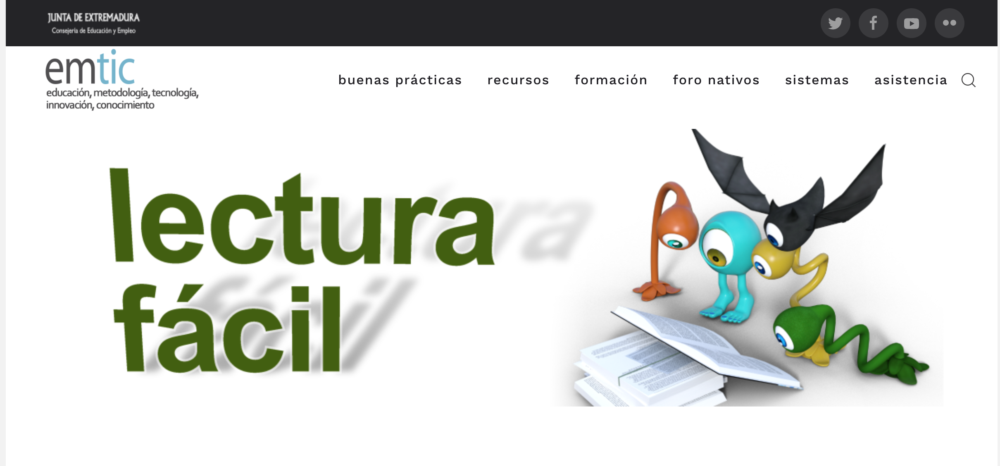 JUNTA DE EXTREMADURA
Consejería de Educación y Empleo
emtic
educación, metodología, tecnología,
innovación, conocimiento
buenas prácticas recursos formación foro nativos sistemas asistencia
lectura
fácil